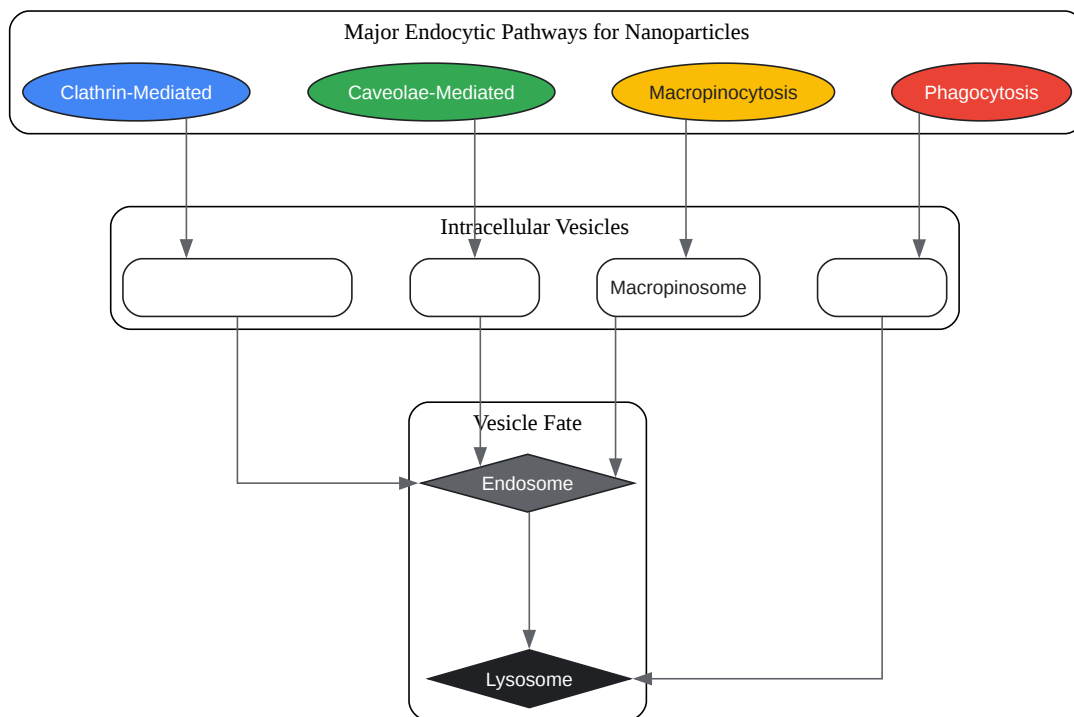 Major Endocytic Pathways for Nanoparticles
Clathrin-Mediated
Caveolae-Mediated
Macropinocytosis
Phagocytosis
Intracellular Vesicles
Macropinosome
Vesicle Fate
Endosome
Lysosome